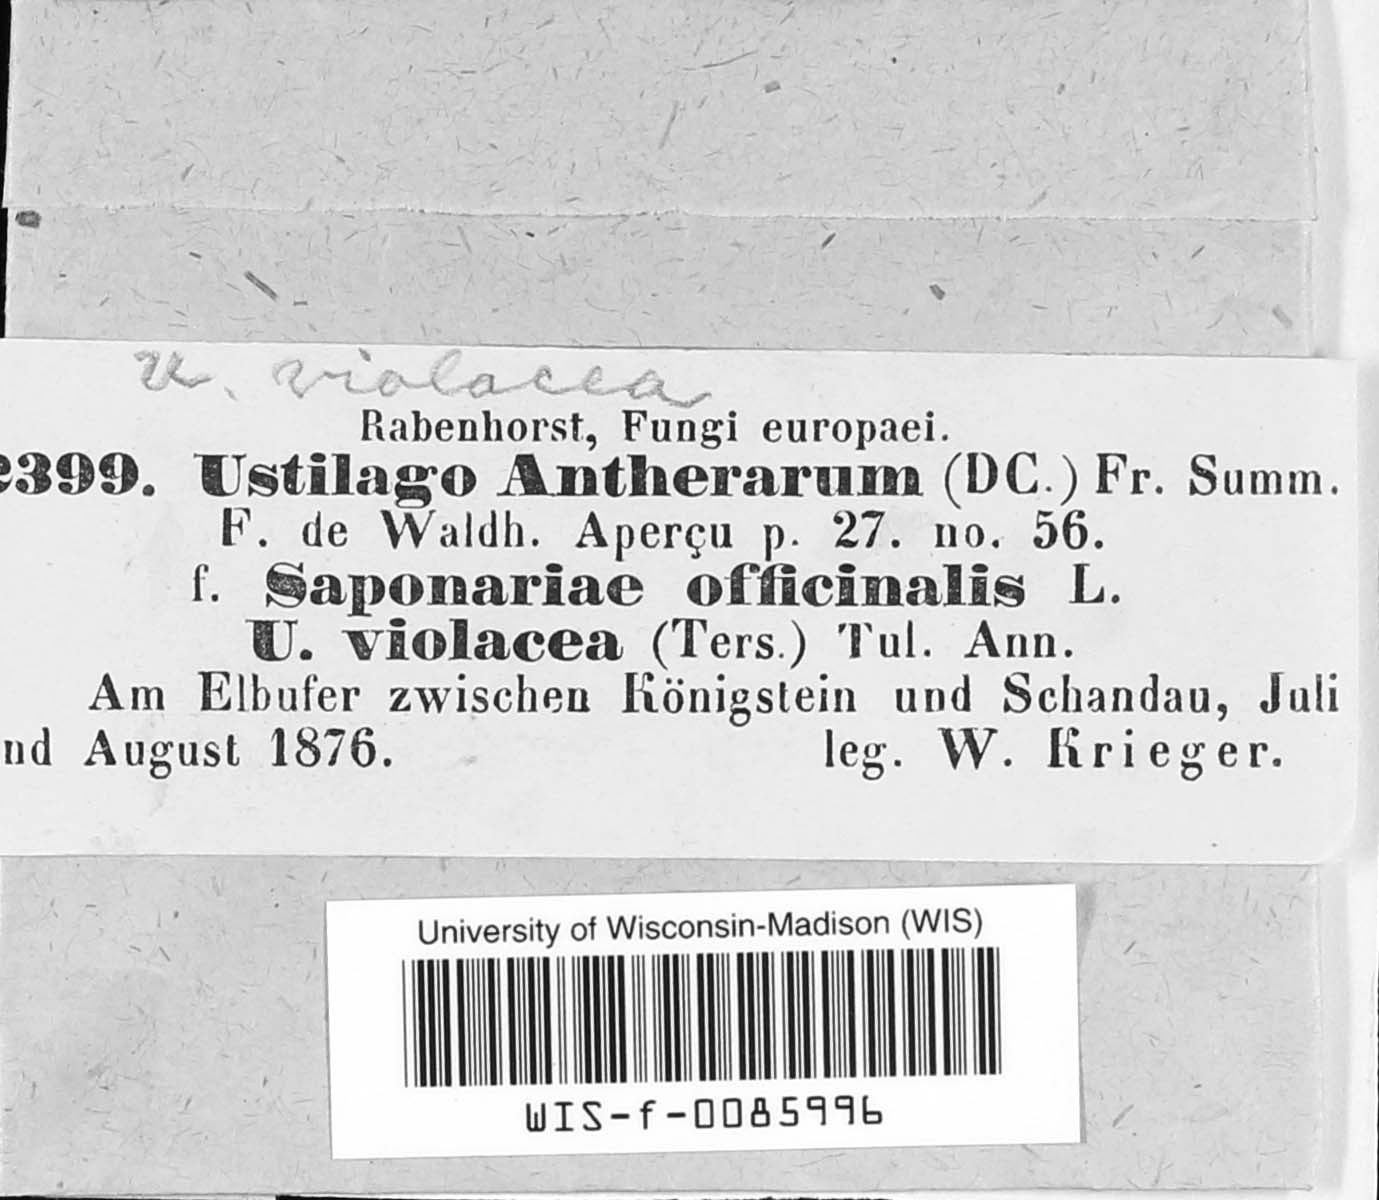 U. violacea
Rabenhorst, Fungi europaei.
2399. Ustilago Antherarum (DC.) Fr. Summ.
F. de Waldh. Aperçu p. 27. no. 56.
f. Saponariae officinalis L.
U. violacea (Ters.) Tul. Ann.
Am Elbufer zwischen Königstein und Schandau, Juli
nd August 1876. leg. W. Krieger.
University of Wisconsin-Madison (WIS)
WIS-f-0085996